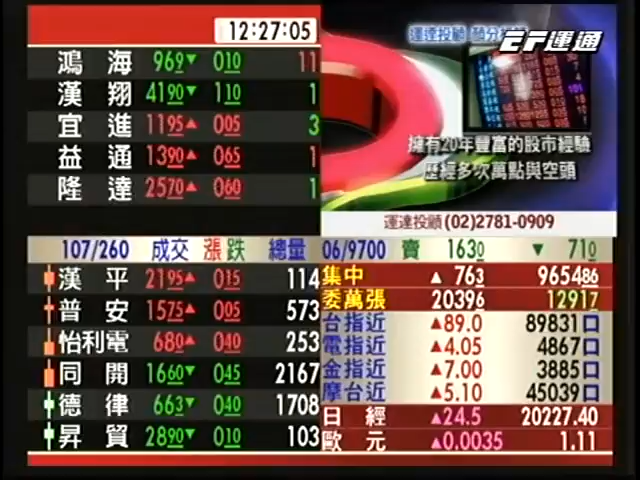 12:27:05
鴻海 969▼ 010 11
漢翔 4190▼ 110 1
宜進 1195▲ 005 3
益通 1390▲ 065 1
隆達 2570▲ 060 1
運達投顧
EF運通
擁有20年豐富的股市經驗
歷經多次萬點與空頭
運達投顧(02)2781-0909
107/260 成交 漲跌 總量
漢平 2195▲ 015 114
普安 1575▲ 005 573
怡利電 680▲ 040 253
同開 1660▼ 045 2167
德律 663▼ 040 1708
昇貿 2890▼ 010 103
06/9700 賣 1630 ▼ 710
集中 ▲ 763 965486
委萬張 20396 12917
台指近 ▲89.0 89831口
電指近 ▲4.05 4867口
金指近 ▲7.00 3885口
摩台近 ▲5.10 45039口
日經 ▲24.5 20227.40
歐元 ▲0.0035 1.11